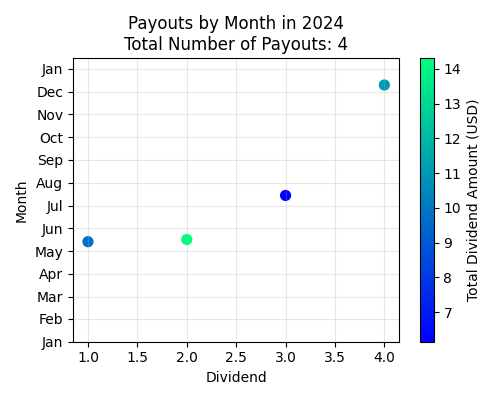 Payouts by Month in 2024
Total Number of Payouts: 4
Jan
Dec
Nov
Oct
Sep
Aug
Jul
Jun
May
Apr
Mar
Feb
Jan
Month
1.0 1.5 2.0 2.5 3.0 3.5 4.0
Dividend
14
13
12
11
10
9
8
7
Total Dividend Amount (USD)